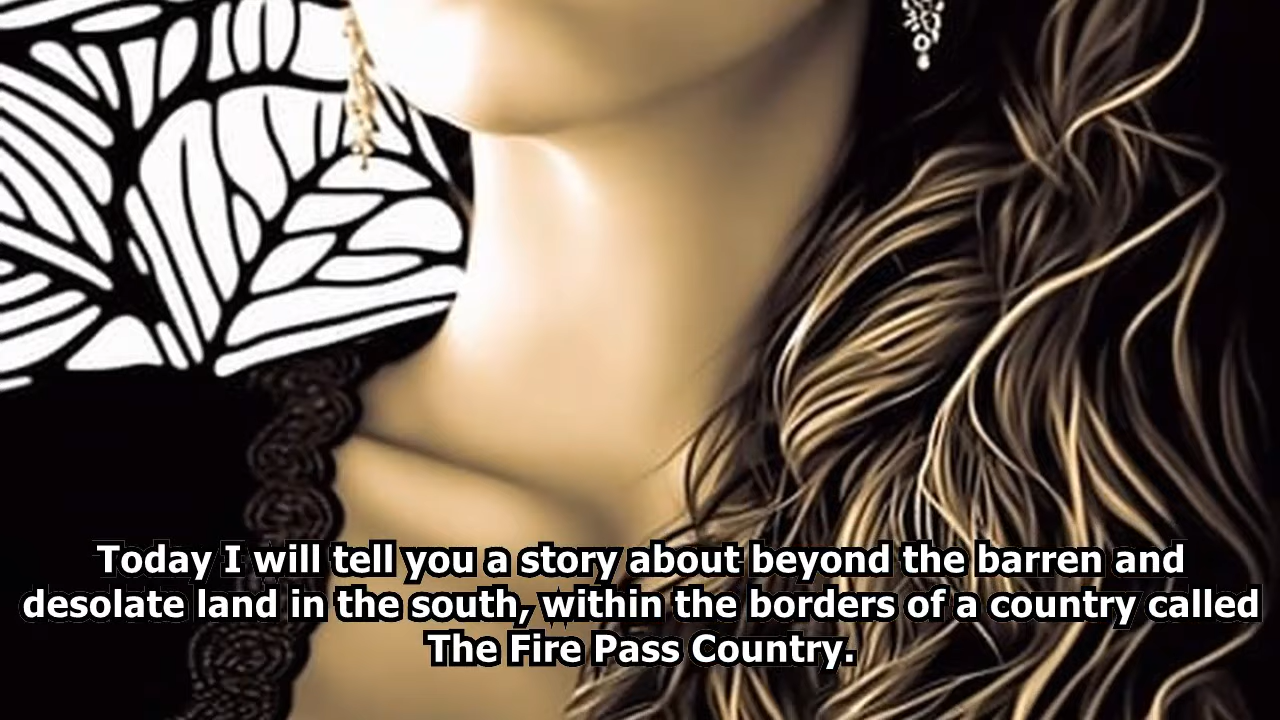 Today I will tell you a story about beyond the barren and
desolate land in the south, within the borders of a country called
The Fire Pass Country.